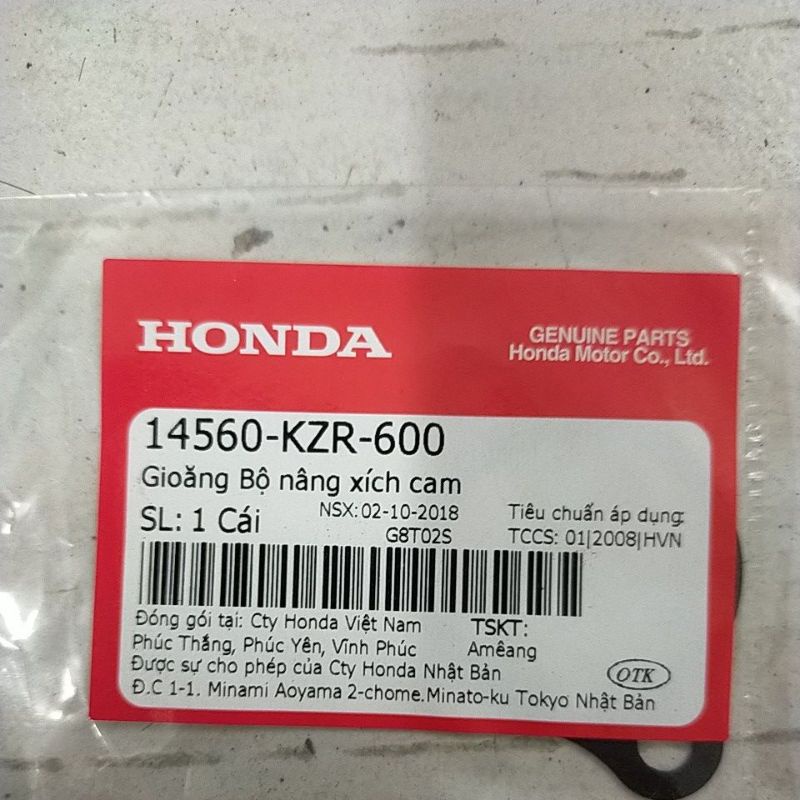 HONDA
GENUINE PARTS
Honda Motor Co., Ltd.
14560-KZR-600
Gioăng Bộ nâng xích cam
SL: 1 Cái
NSX: 02-10-2018
G8T02S
Tiêu chuẩn áp dụng:
TCCS: 01|2008|HVN
Đóng gói tại: Cty Honda Việt Nam
Phúc Thắng, Phúc Yên, Vĩnh Phúc
TSKT:
Amêang
Được sự cho phép của Cty Honda Nhật Bản
Đ.C 1-1. Minami Aoyama 2-chome.Minato-ku Tokyo Nhật Bản
OTK